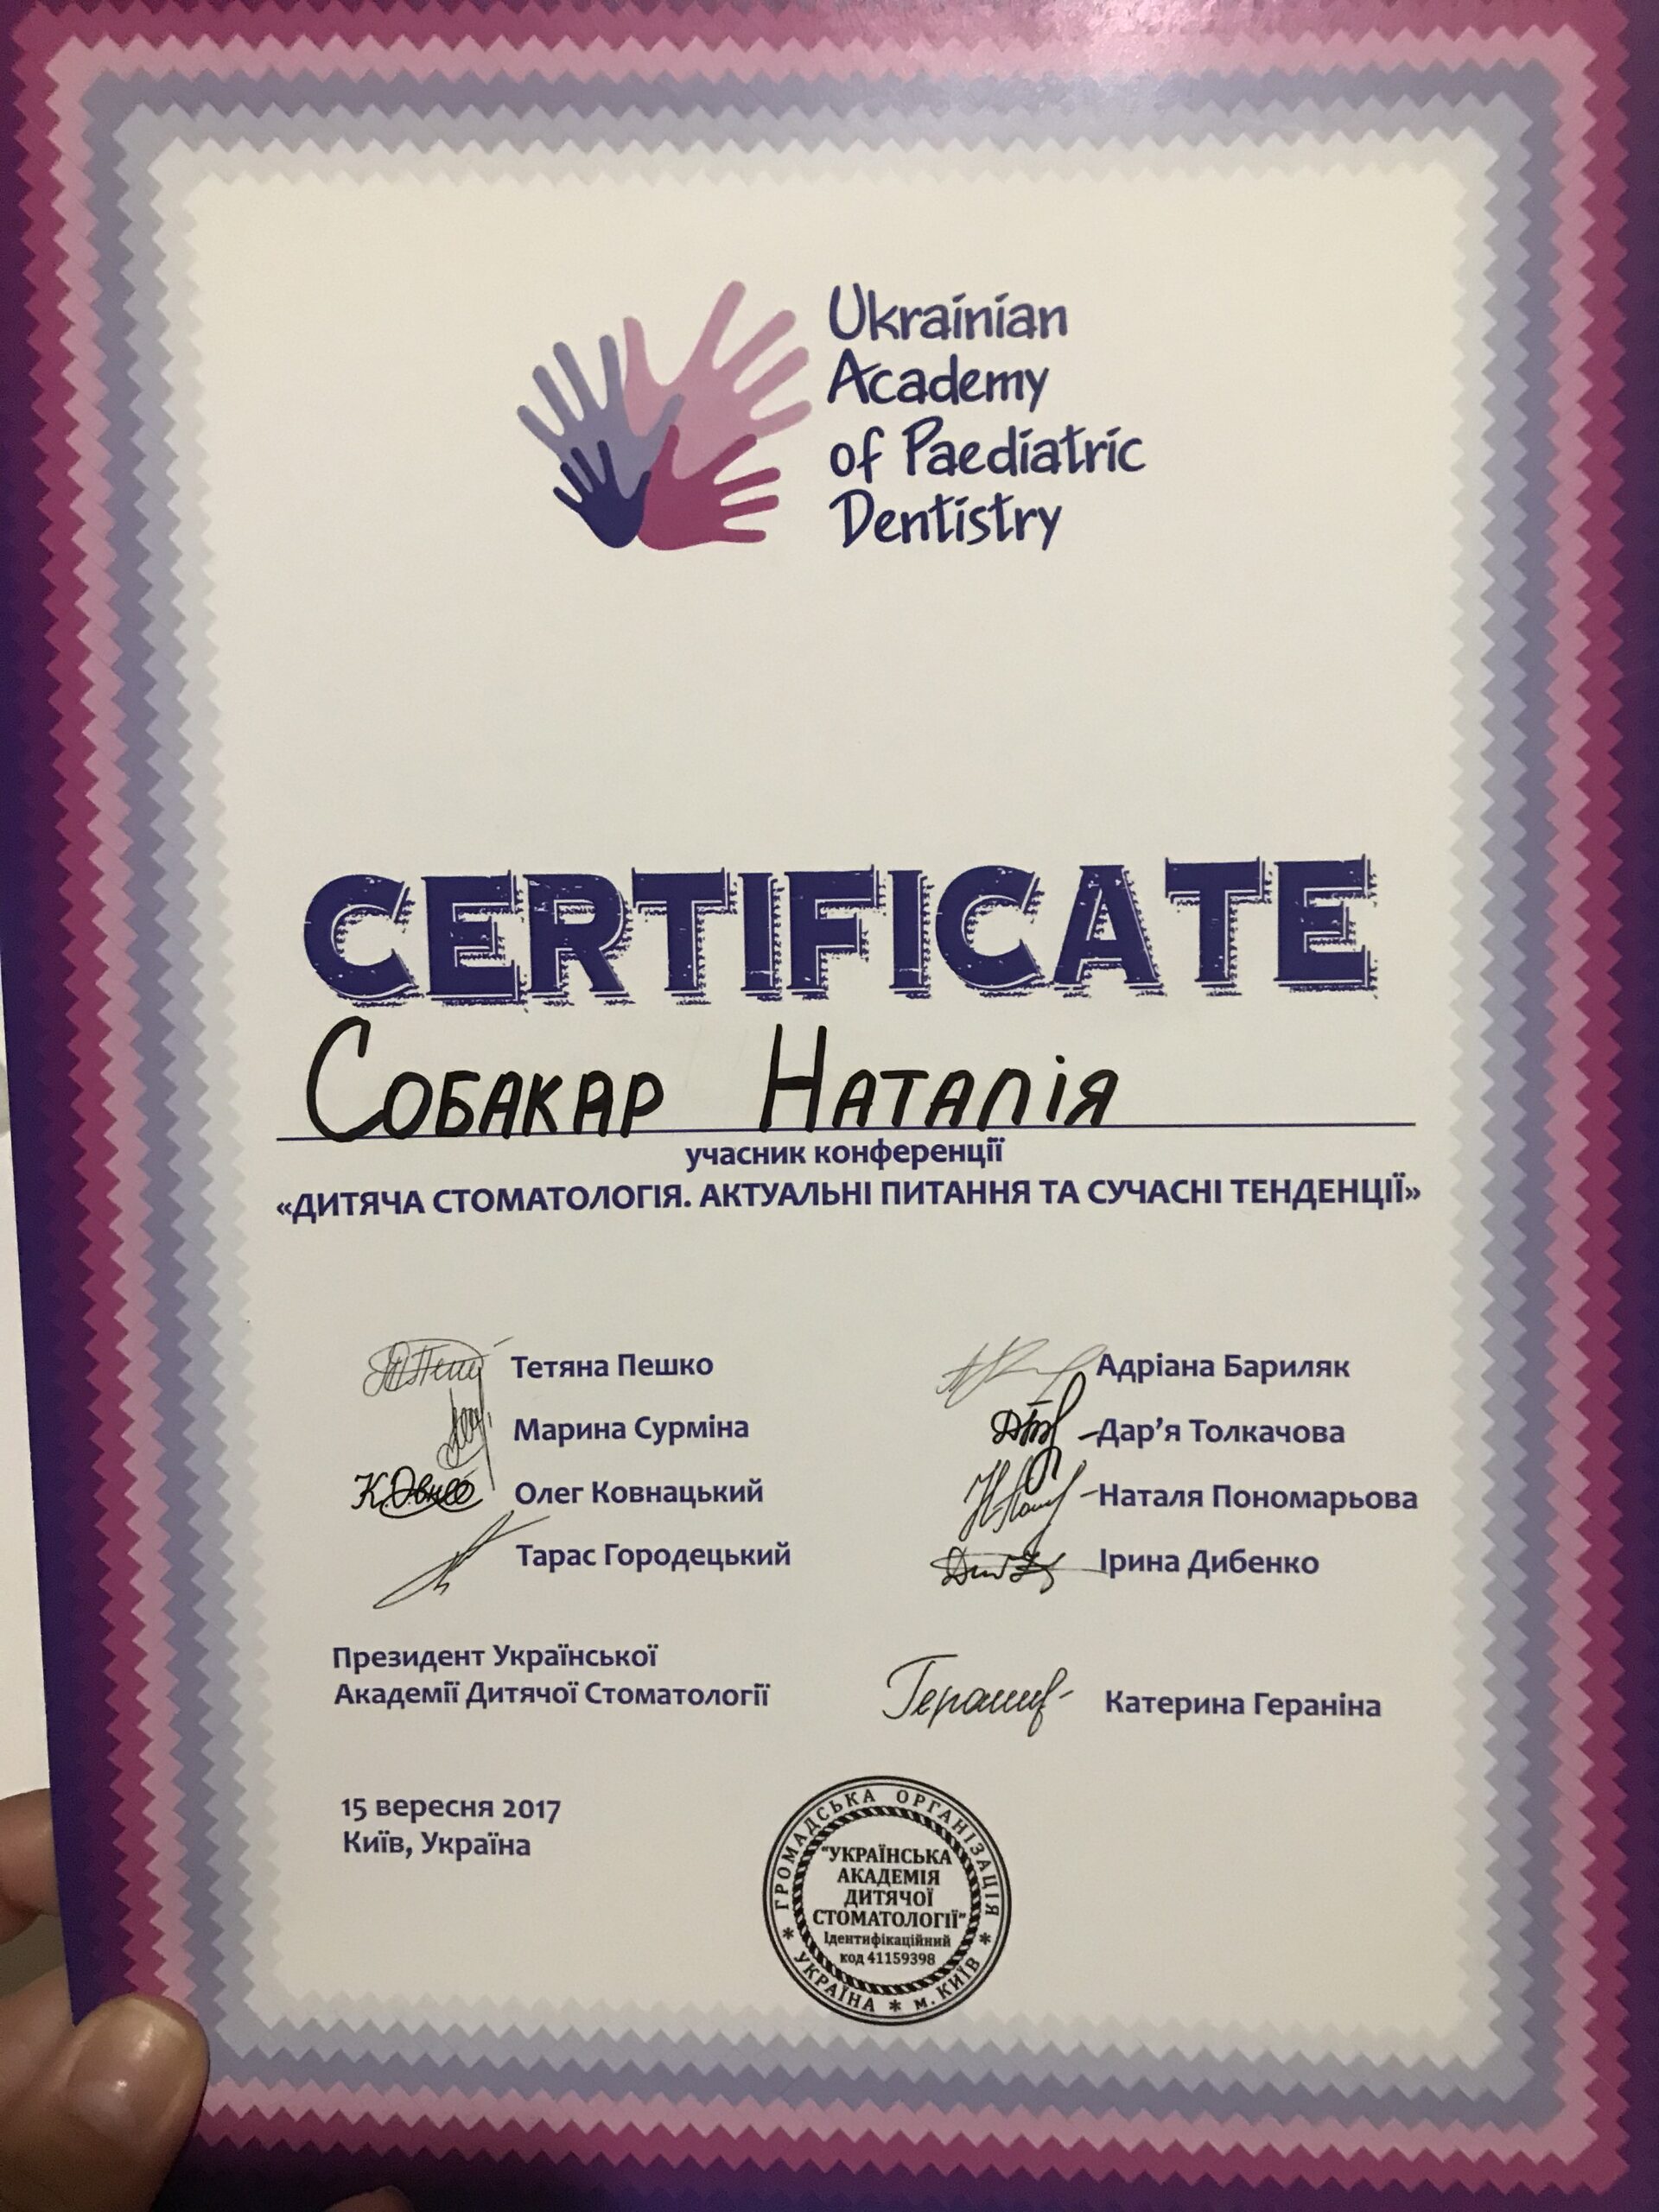 Ukrainian
Academy
of Paediatric
Dentistry
CERTIFICATE
Собакар Наталія
учасник конференції
«ДИТЯЧА СТОМАТОЛОГІЯ. АКТУАЛЬНІ ПИТАННЯ ТА СУЧАСНІ ТЕНДЕНЦІЇ»
Тетяна Пешко
Марина Сурміна
Олег Ковнацький
Тарас Городецький
Адріана Бариляк
Дар’я Толкачова
Наталя Пономарьова
Ірина Дибенко
Президент Української
Академії Дитячої Стоматології
Катерина Гераніна
15 вересня 2017
Київ, Україна
ГРОМАДСЬКА ОРГАНІЗАЦІЯ
"УКРАЇНСЬКА
АКАДЕМІЯ
ДИТЯЧОЇ
СТОМАТОЛОГІЇ"
Ідентифікаційний
код 41159398
* УКРАЇНА * м. КИЇВ *